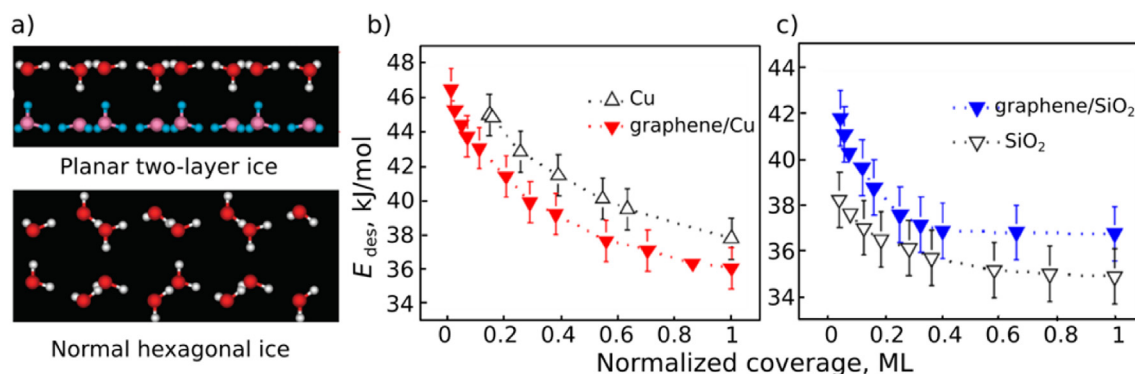 a)
Planar two-layer ice
Normal hexagonal ice
b)
E des, kJ/mol
48
46
44
42
40
38
36
34
Cu
graphene/Cu
0
0.2
0.4
0.6
0.8
1
c)
44
42
40
38
36
34
graphene/SiO₂
SiO₂
0
0.2
0.4
0.6
0.8
1
Normalized coverage, ML